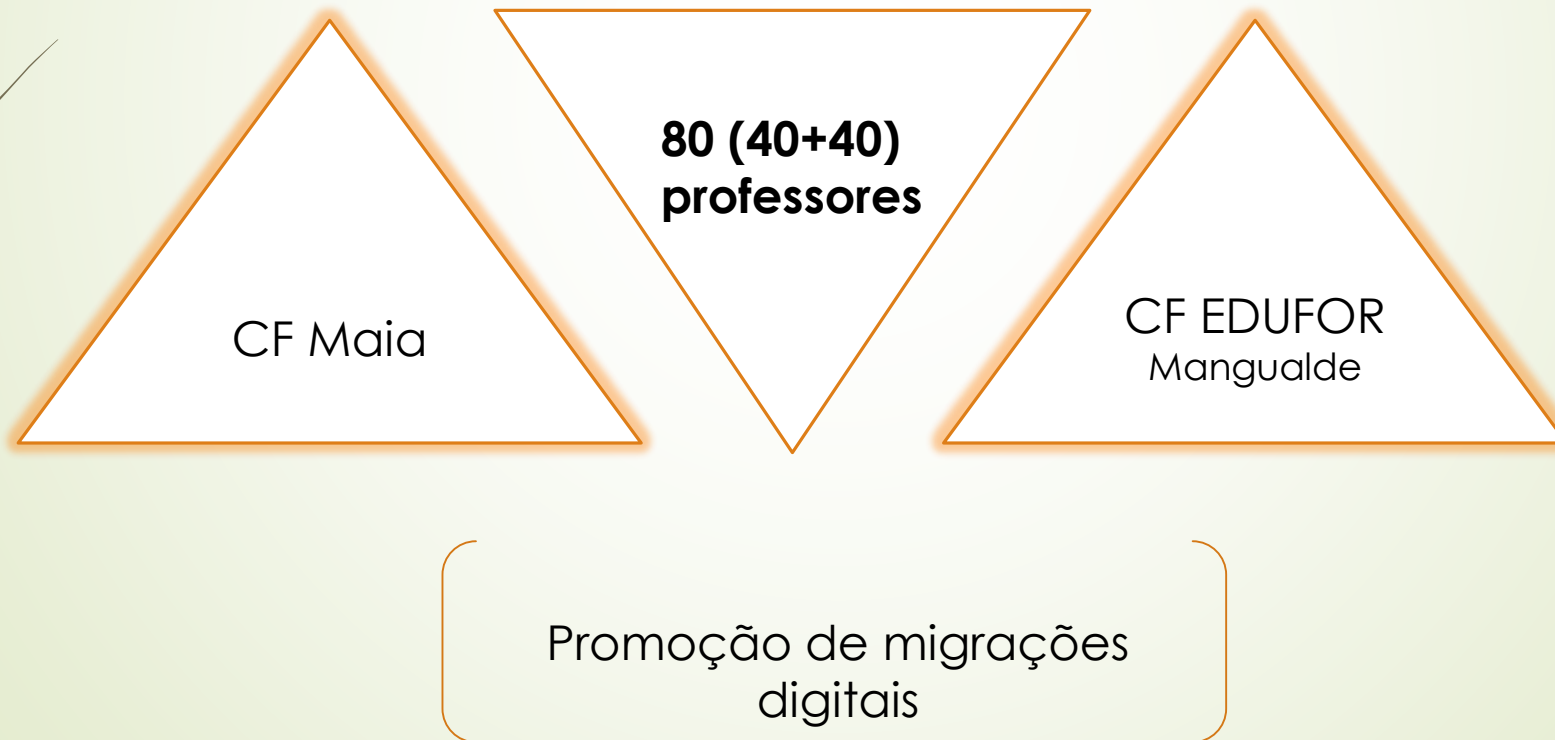 80 (40+40)
professores
CF Maia
CF EDUFOR
Mangualde
Promoção de migrações
digitais